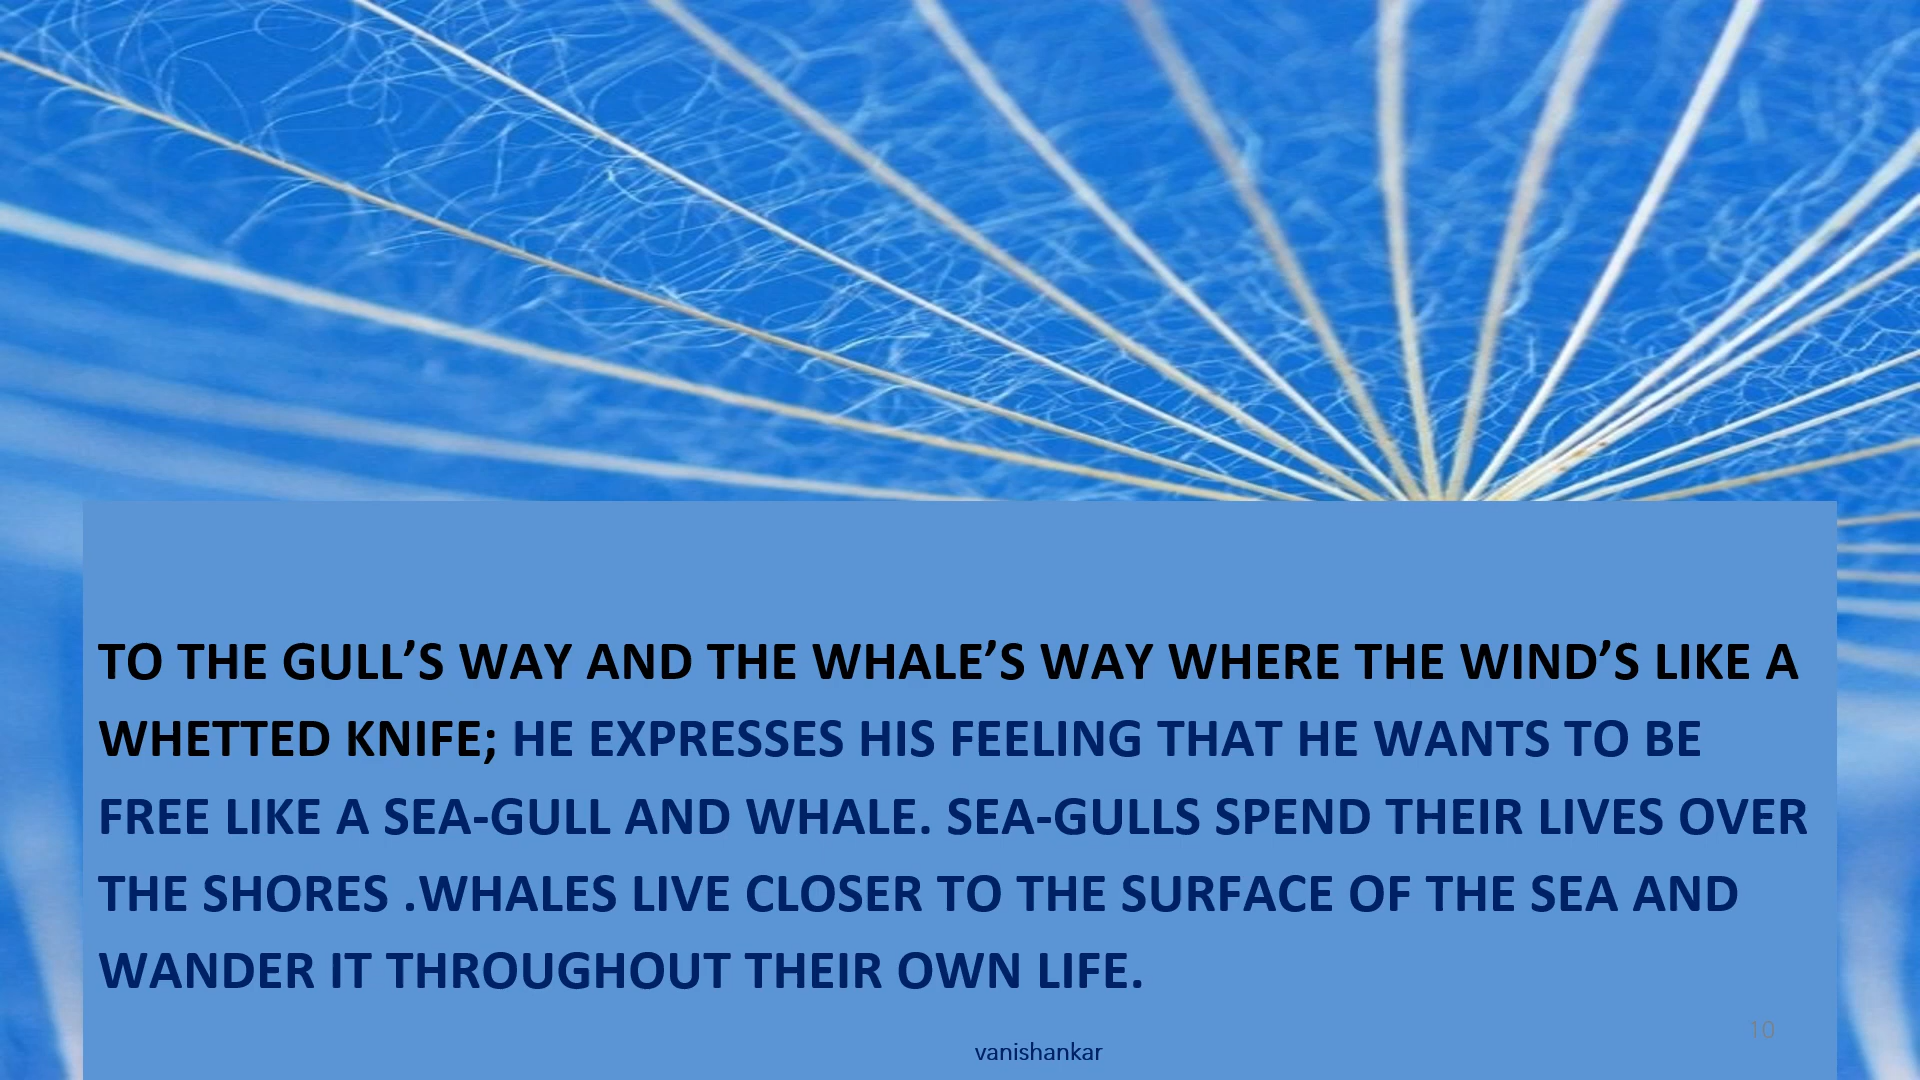 TO THE GULL’S WAY AND THE WHALE’S WAY WHERE THE WIND’S LIKE A
WHETTED KNIFE; HE EXPRESSES HIS FEELING THAT HE WANTS TO BE
FREE LIKE A SEA-GULL AND WHALE. SEA-GULLS SPEND THEIR LIVES OVER
THE SHORES .WHALES LIVE CLOSER TO THE SURFACE OF THE SEA AND
WANDER IT THROUGHOUT THEIR OWN LIFE.
10
vanishankar